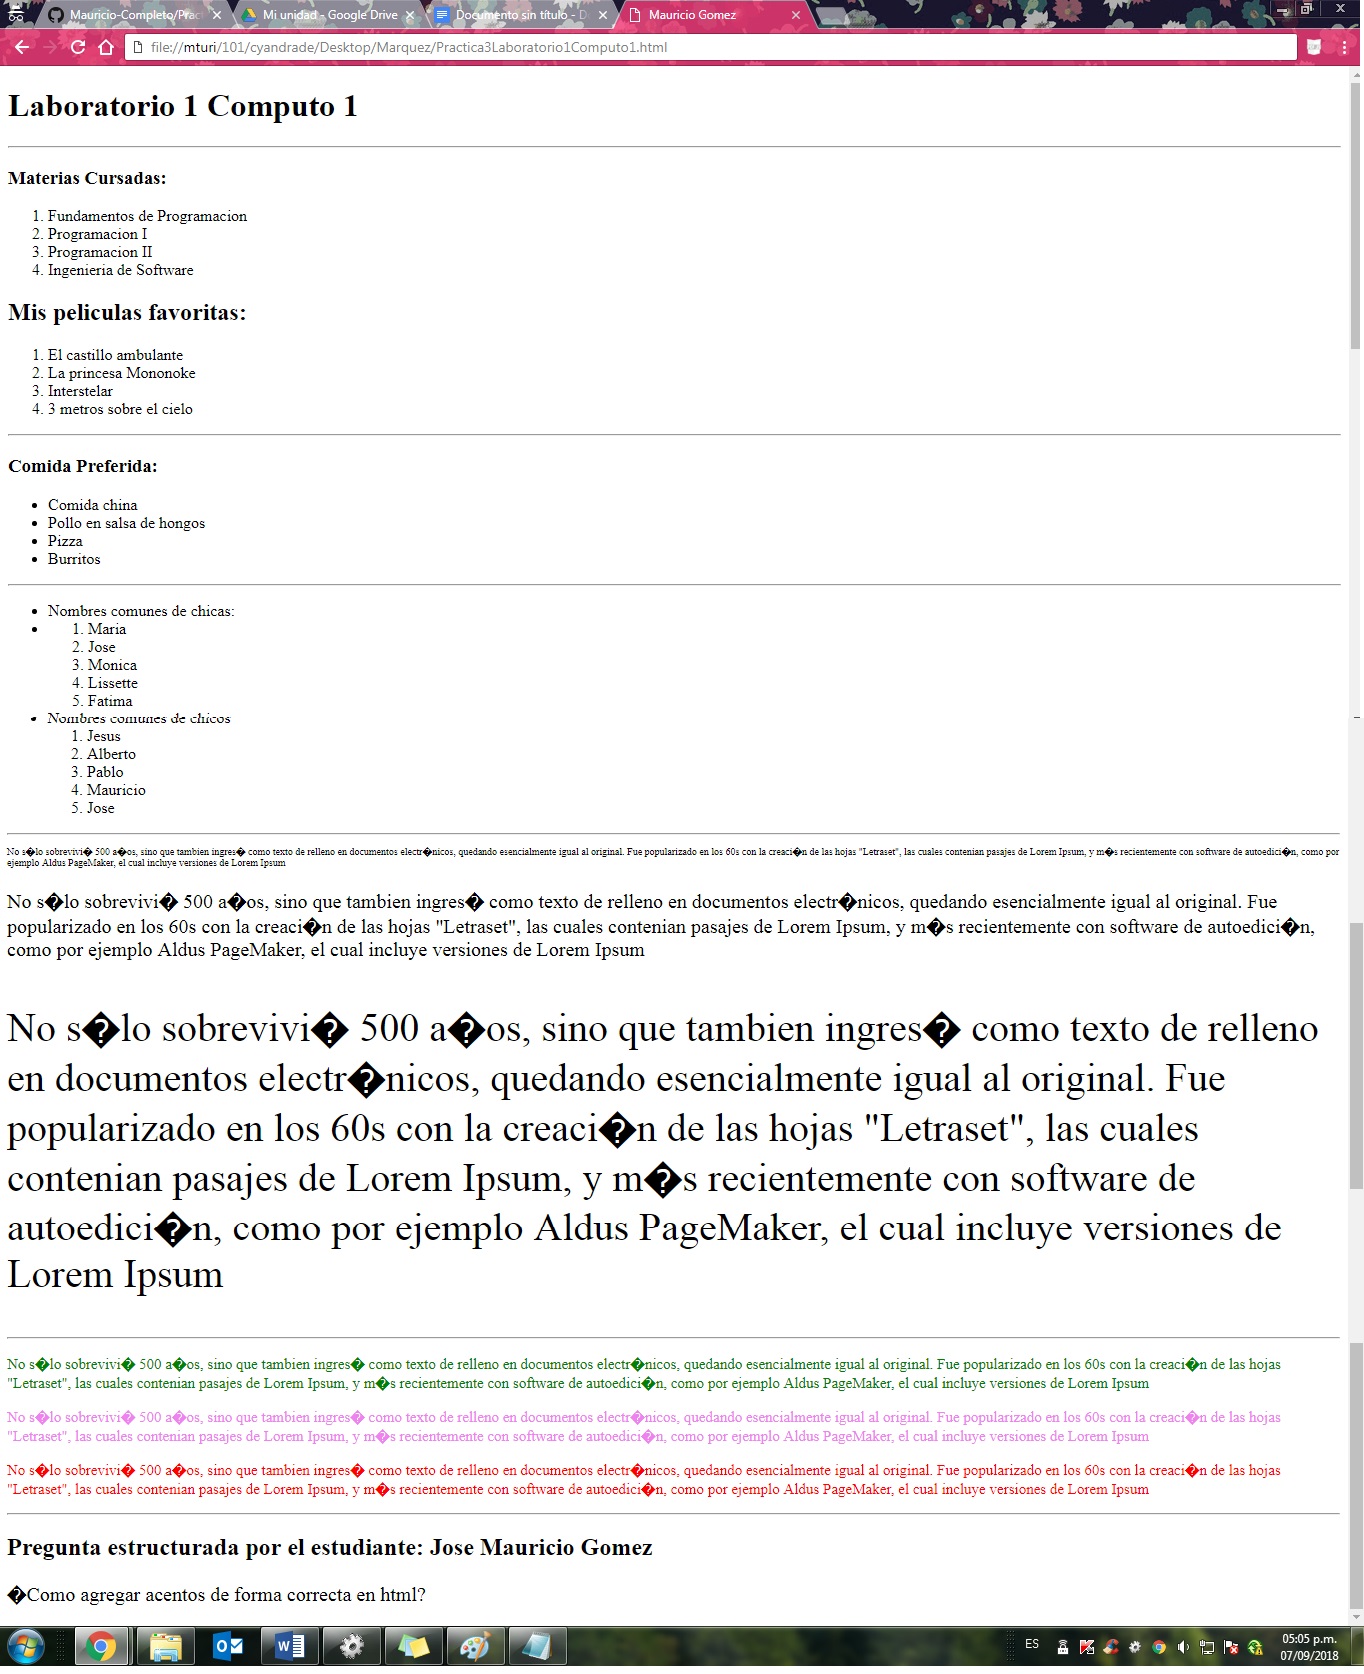 Mauricio-Completo/Prac
Mi unidad - Google Drive
Documento sin título - D
Mauricio Gomez
file://mturi/101/cyandrade/Desktop/Marquez/Practica3Laboratorio1Computo1.html
Laboratorio 1 Computo 1
Materias Cursadas:
1. Fundamentos de Programacion
2. Programacion I
3. Programacion II
4. Ingenieria de Software
Mis peliculas favoritas:
1. El castillo ambulante
2. La princesa Mononoke
3. Interstelar
4. 3 metros sobre el cielo
Comida Preferida:
• Comida china
• Pollo en salsa de hongos
• Pizza
• Burritos
• Nombres comunes de chicas:
• 1. Maria
2. Jose
3. Monica
4. Lissette
5. Fatima
• Nombres comunes de chicos
1. Jesus
2. Alberto
3. Pablo
4. Mauricio
5. Jose
No s�lo sobrevivi� 500 a�os, sino que tambien ingres� como texto de relleno en documentos electr�nicos, quedando esencialmente igual al original. Fue popularizado en los 60s con la creaci�n de las hojas "Letraset", las cuales contenian pasajes de Lorem Ipsum, y m�s recientemente con software de autoedici�n, como por
ejemplo Aldus PageMaker, el cual incluye versiones de Lorem Ipsum
No s�lo sobrevivi� 500 a�os, sino que tambien ingres� como texto de relleno en documentos electr�nicos, quedando esencialmente igual al original. Fue
popularizado en los 60s con la creaci�n de las hojas "Letraset", las cuales contenian pasajes de Lorem Ipsum, y m�s recientemente con software de autoedici�n,
como por ejemplo Aldus PageMaker, el cual incluye versiones de Lorem Ipsum
No s�lo sobrevivi� 500 a�os, sino que tambien ingres� como texto de relleno
en documentos electr�nicos, quedando esencialmente igual al original. Fue
popularizado en los 60s con la creaci�n de las hojas "Letraset", las cuales
contenian pasajes de Lorem Ipsum, y m�s recientemente con software de
autoedici�n, como por ejemplo Aldus PageMaker, el cual incluye versiones de
Lorem Ipsum
No s�lo sobrevivi� 500 a�os, sino que tambien ingres� como texto de relleno en documentos electr�nicos, quedando esencialmente igual al original. Fue popularizado en los 60s con la creaci�n de las hojas
"Letraset", las cuales contenian pasajes de Lorem Ipsum, y m�s recientemente con software de autoedici�n, como por ejemplo Aldus PageMaker, el cual incluye versiones de Lorem Ipsum
No s�lo sobrevivi� 500 a�os, sino que tambien ingres� como texto de relleno en documentos electr�nicos, quedando esencialmente igual al original. Fue popularizado en los 60s con la creaci�n de las hojas
"Letraset", las cuales contenian pasajes de Lorem Ipsum, y m�s recientemente con software de autoedici�n, como por ejemplo Aldus PageMaker, el cual incluye versiones de Lorem Ipsum
No s�lo sobrevivi� 500 a�os, sino que tambien ingres� como texto de relleno en documentos electr�nicos, quedando esencialmente igual al original. Fue popularizado en los 60s con la creaci�n de las hojas
"Letraset", las cuales contenian pasajes de Lorem Ipsum, y m�s recientemente con software de autoedici�n, como por ejemplo Aldus PageMaker, el cual incluye versiones de Lorem Ipsum
Pregunta estructurada por el estudiante: Jose Mauricio Gomez
�Como agregar acentos de forma correcta en html?
ES
05:05 p.m.
07/09/2018